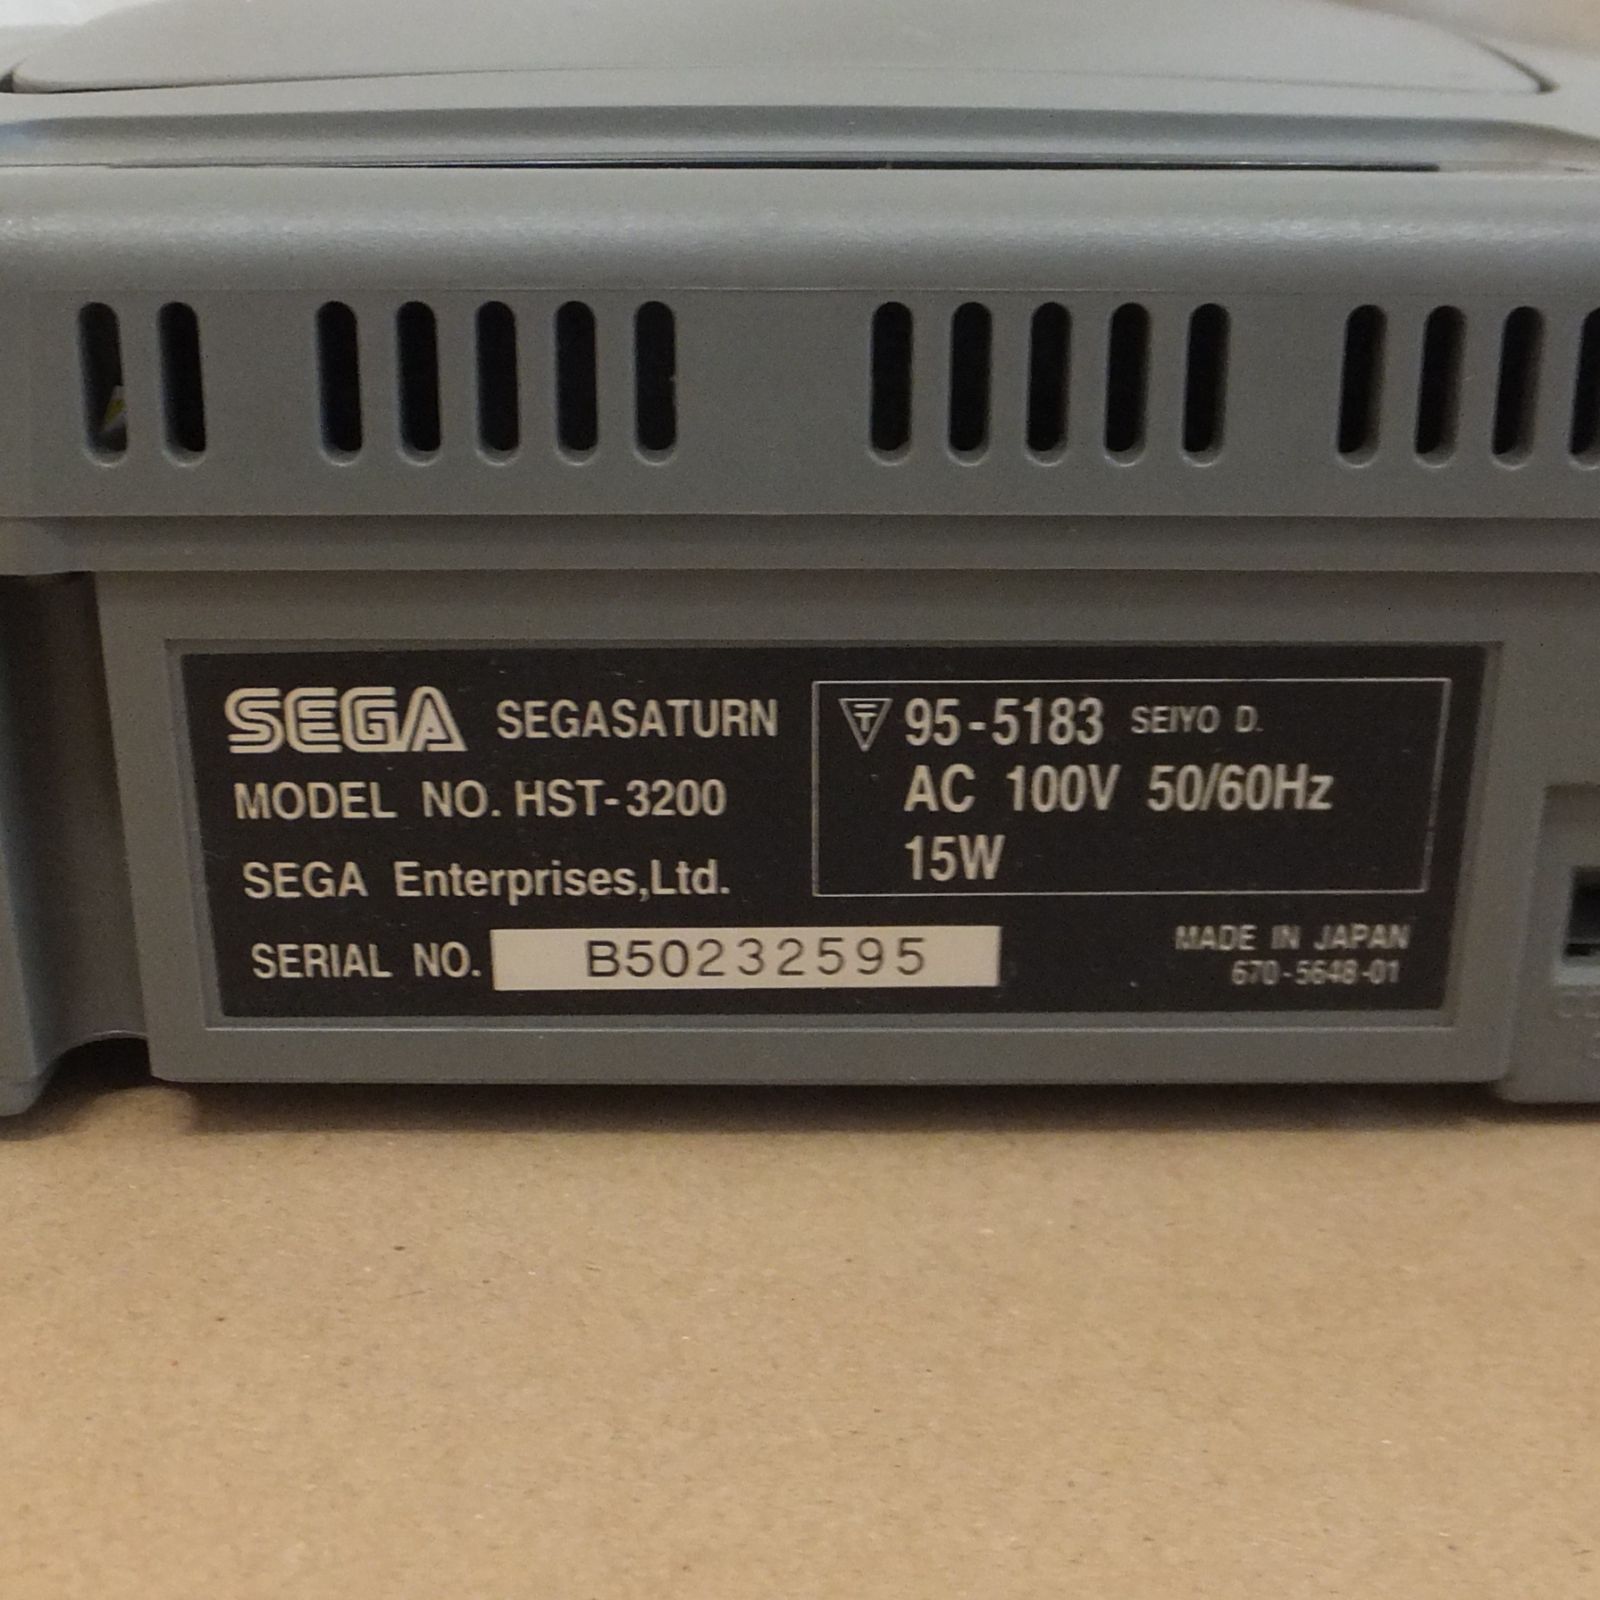 SEGA SEGASATURN
MODEL NO. HST-3200
SEGA Enterprises,Ltd.
SERIAL NO. B50232595
T 95-5183 SEIYO D.
AC 100V 50/60Hz
15W
MADE IN JAPAN
670-5648-01